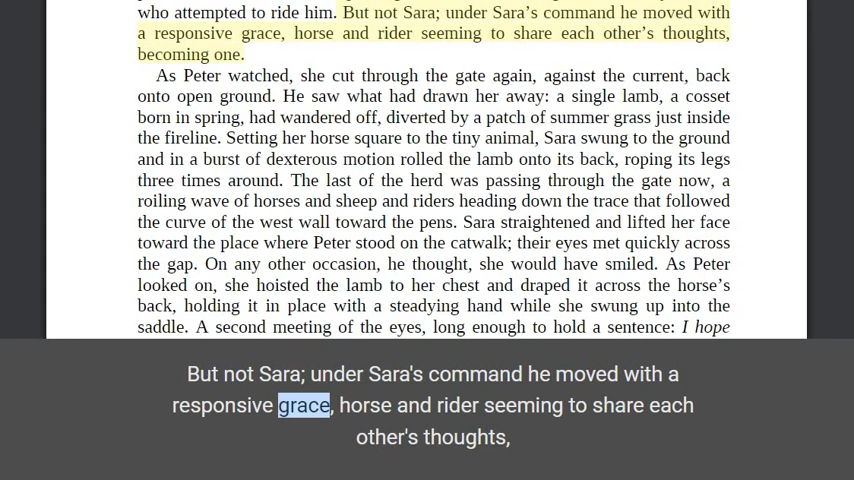 who attempted to ride him. But not Sara; under Sara’s command he moved with
a responsive grace, horse and rider seeming to share each other’s thoughts,
becoming one.
As Peter watched, she cut through the gate again, against the current, back
onto open ground. He saw what had drawn her away: a single lamb, a cosset
born in spring, had wandered off, diverted by a patch of summer grass just inside
the fireline. Setting her horse square to the tiny animal, Sara swung to the ground
and in a burst of dexterous motion rolled the lamb onto its back, roping its legs
three times around. The last of the herd was passing through the gate now, a
roiling wave of horses and sheep and riders heading down the trace that followed
the curve of the west wall toward the pens. Sara straightened and lifted her face
toward the place where Peter stood on the catwalk; their eyes met quickly across
the gap. On any other occasion, he thought, she would have smiled. As Peter
looked on, she hoisted the lamb to her chest and draped it across the horse’s
back, holding it in place with a steadying hand while she swung up into the
saddle. A second meeting of the eyes, long enough to hold a sentence: I hope
But not Sara; under Sara's command he moved with a
responsive grace, horse and rider seeming to share each
other's thoughts,